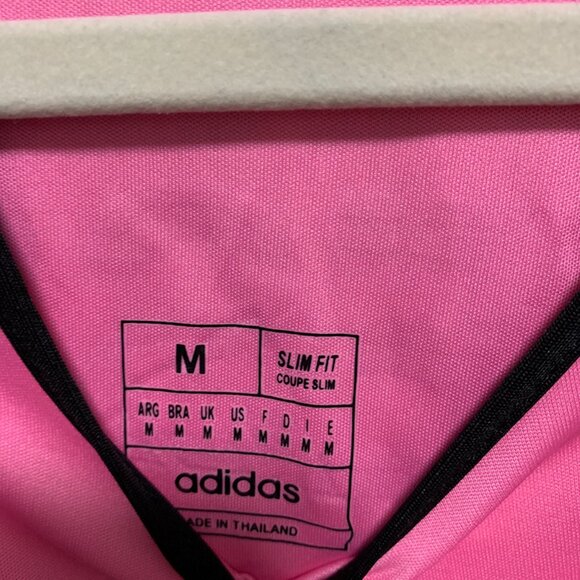 M
SLIM FIT
COUPE SLIM
ARG BRA UK US F D I E
M M M M M M M M
adidas
ADE IN THAILAND